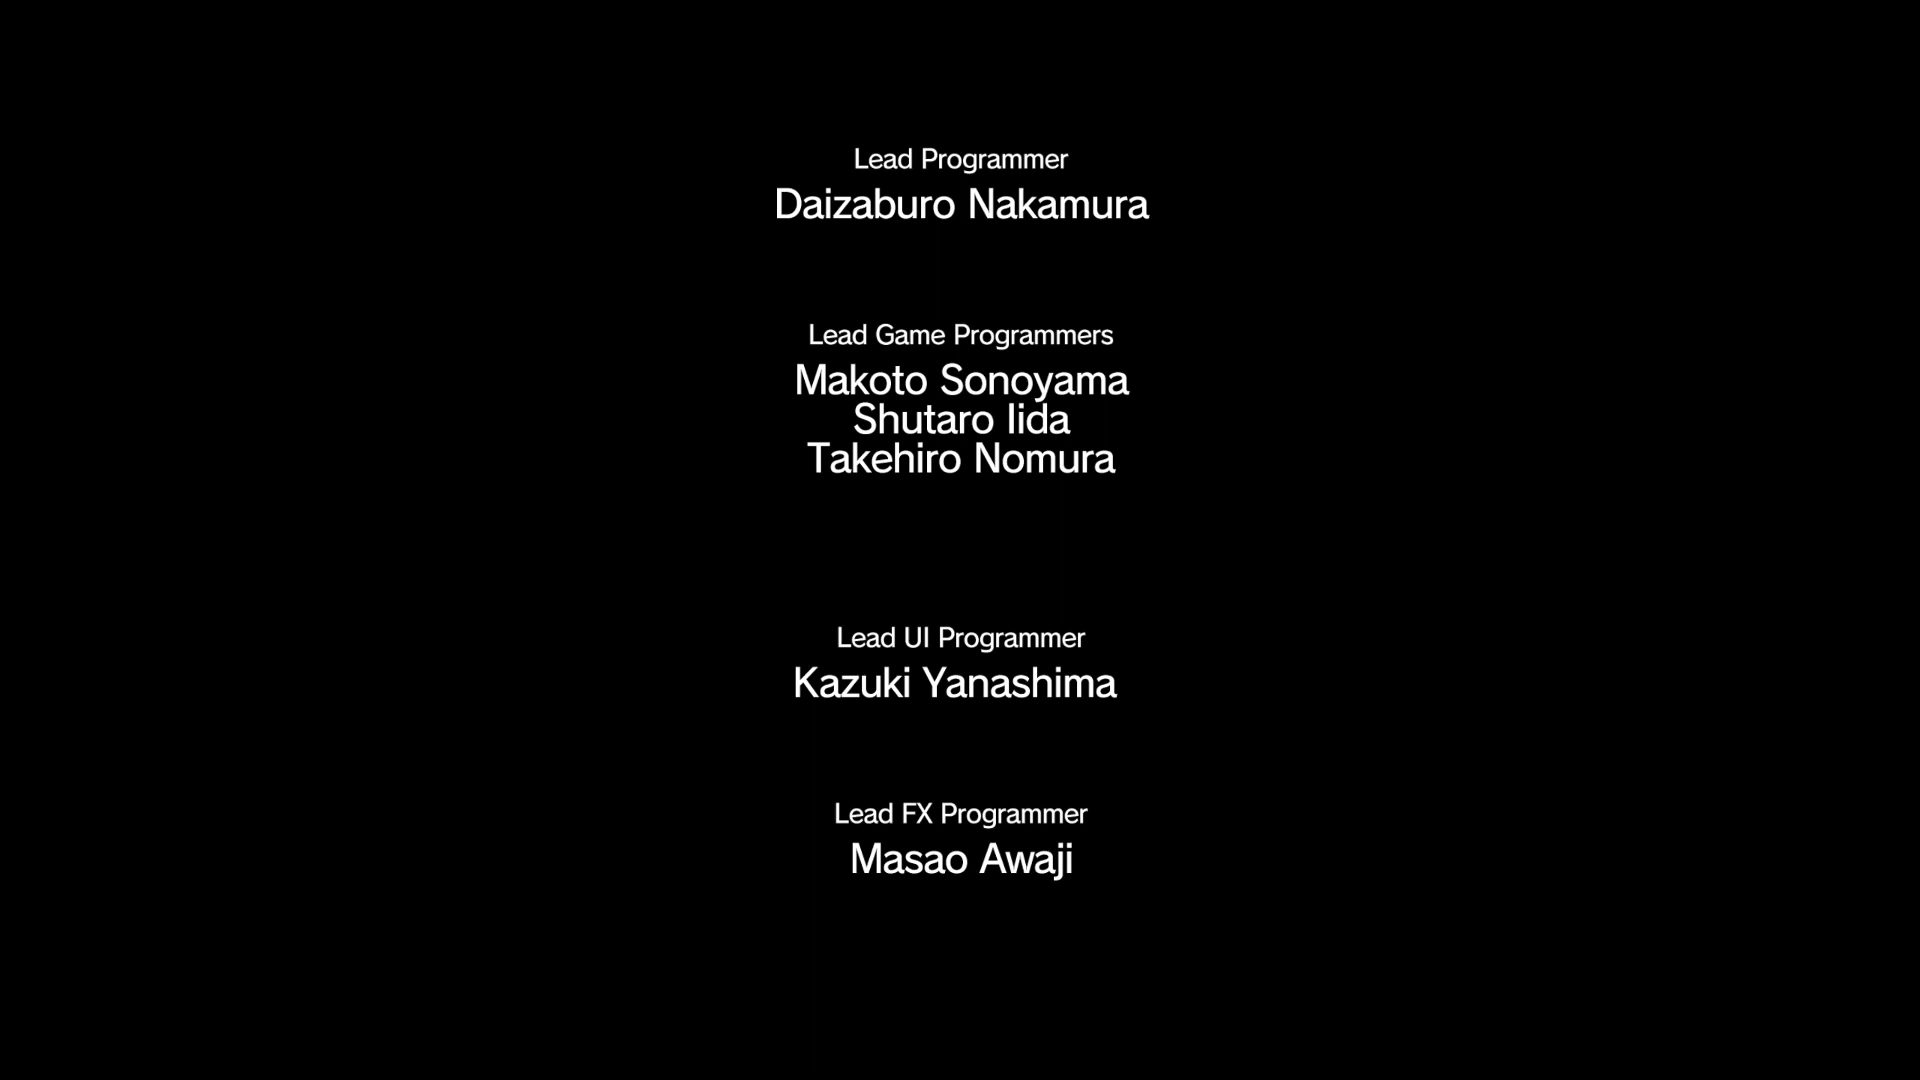 Lead Programmer
Daizaburo Nakamura
Lead Game Programmers
Makoto Sonoyama
Shutaro Iida
Takehiro Nomura
Lead UI Programmer
Kazuki Yanashima
Lead FX Programmer
Masao Awaji